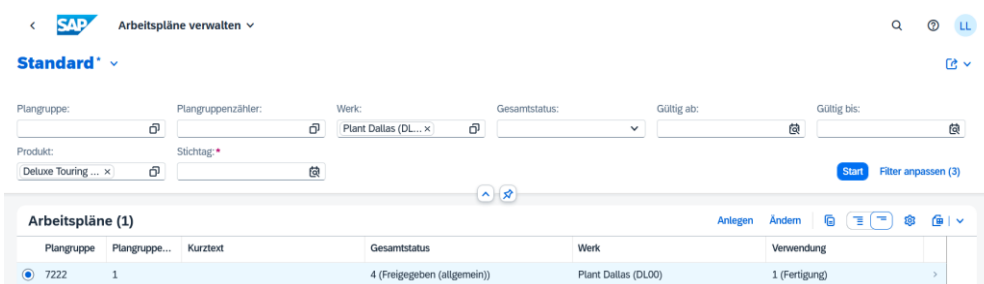 SAP Arbeitspläne verwalten LL
Standard*
Plangruppe: Plangruppenzähler: Werk: Gesamtstatus: Gültig ab: Gültig bis:
Plant Dallas (DL... ×
Produkt: Stichtag:*
Deluxe Touring ... × Start Filter anpassen (3)
Arbeitspläne (1) Anlegen Ändern
Plangruppe Plangruppe... Kurztext Gesamtstatus Werk Verwendung
7222 1 4 (Freigegeben (allgemein)) Plant Dallas (DL00) 1 (Fertigung)